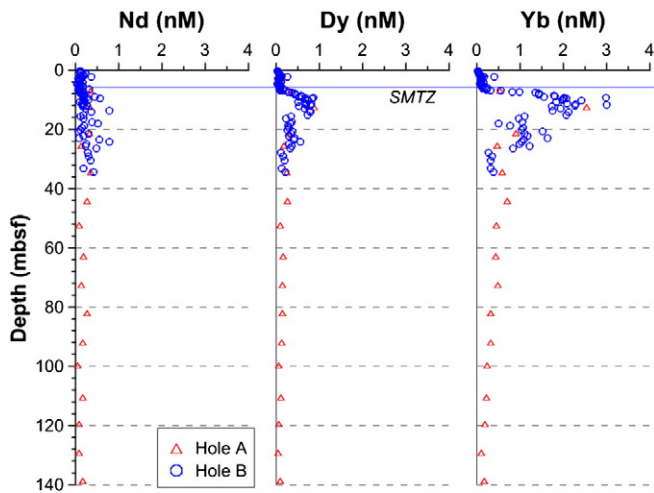 Nd (nM) Dy (nM) Yb (nM)
0 1 2 3 4 0 1 2 3 4 0 1 2 3 4
0
SMTZ
20
40
60
80
100
120
140
Depth (mbsf)
Hole A
Hole B